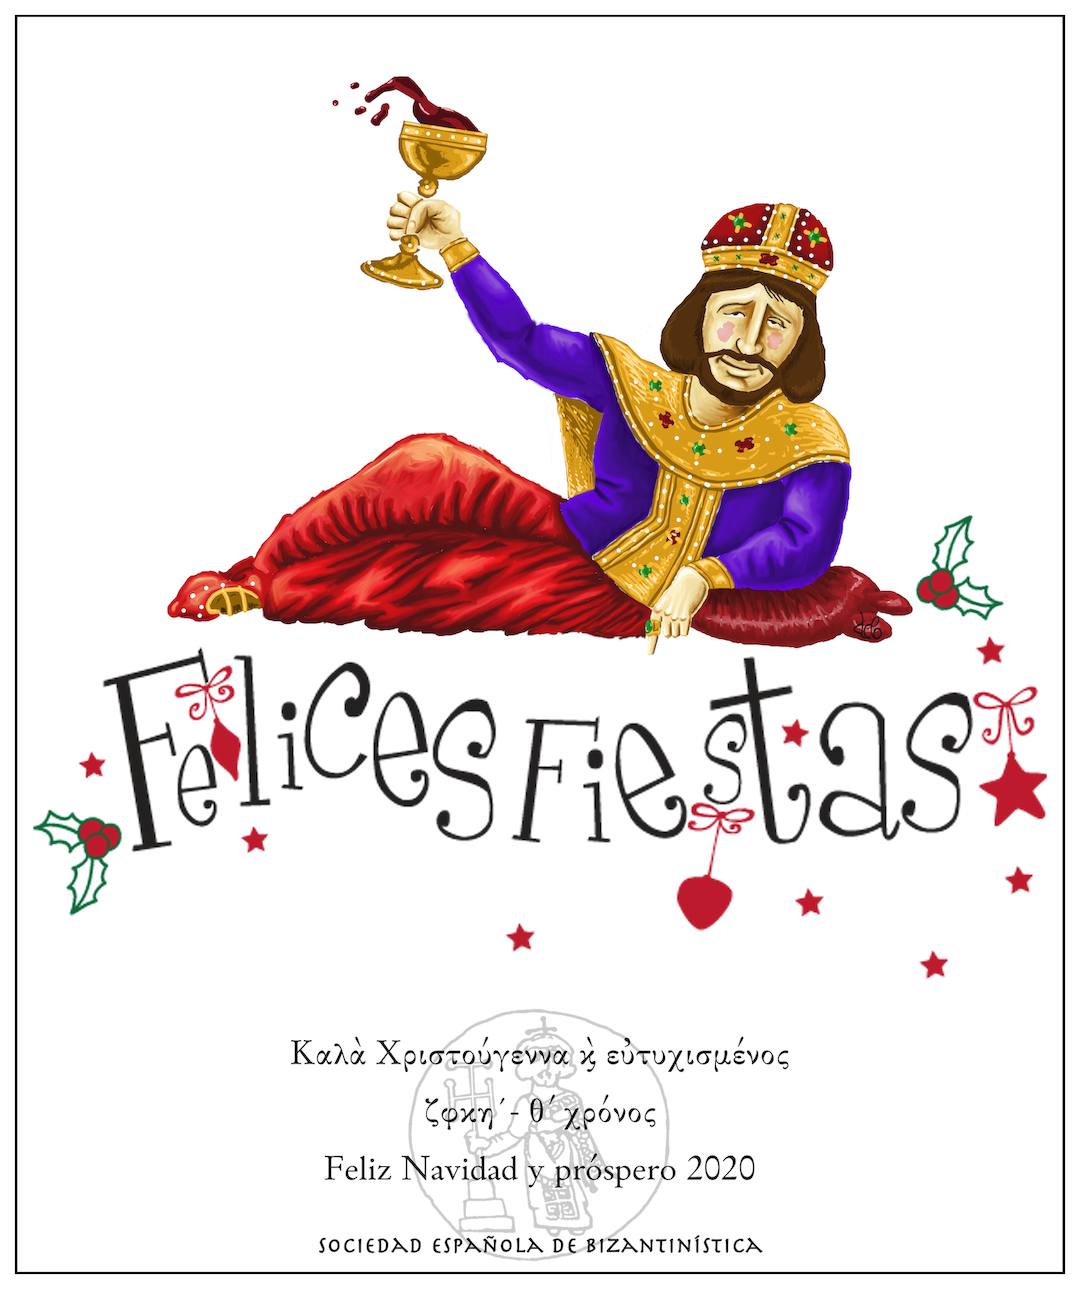 Felices Fiestas
Καλὰ Χριστούγεννα ϗ̀ εὐτυχισμένος
ζφκη´ - θ´ χρόνος
Feliz Navidad y próspero 2020
SOCIEDAD ESPAÑOLA DE BIZANTINÍSTICA